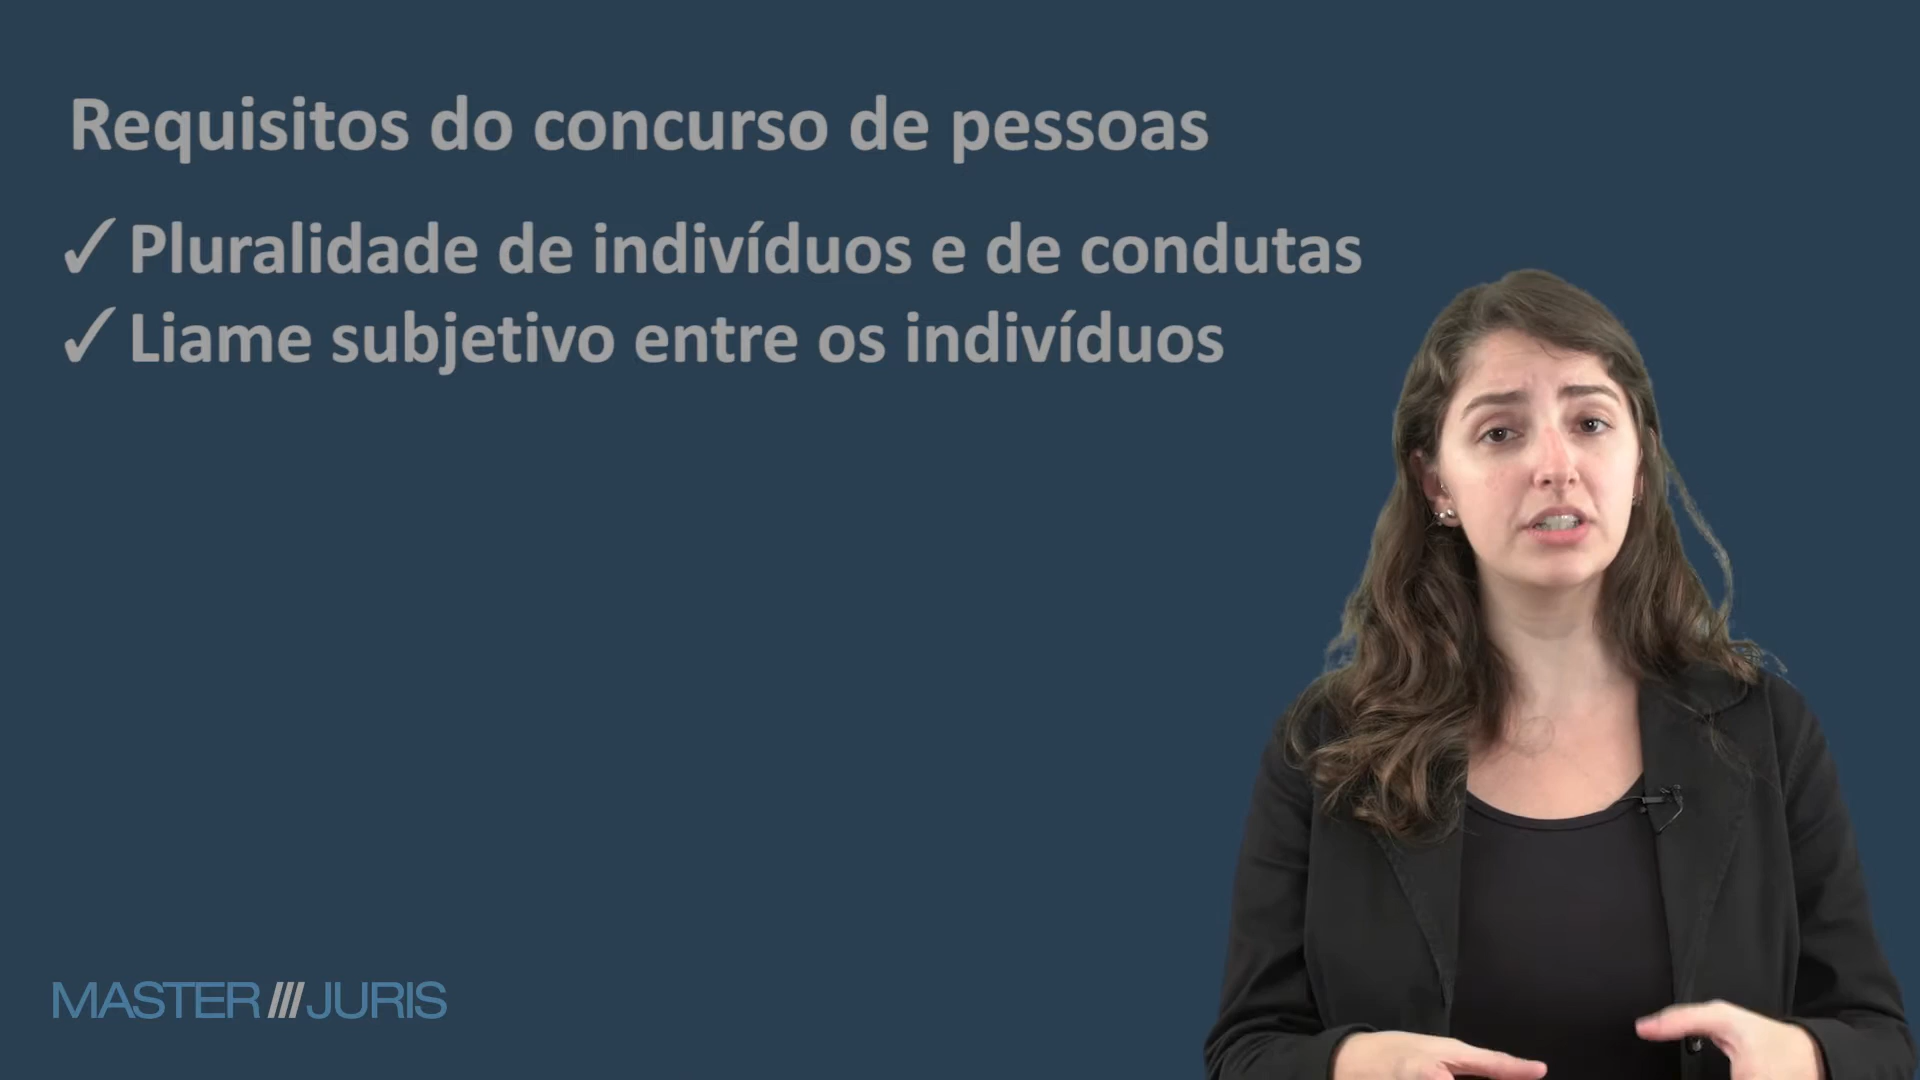 Requisitos do concurso de pessoas
✓ Pluralidade de indivíduos e de condutas
✓ Liame subjetivo entre os indivíduos
MASTER///JURIS